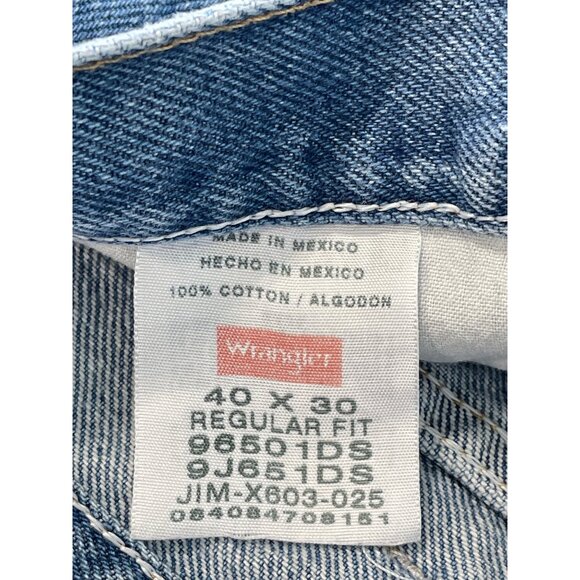 MADE IN MEXICO
HECHO EN MEXICO
100% COTTON / ALGODON
Wrangler
40 X 30
REGULAR FIT
96501DS
9J651DS
JIM-X603-025
084084708151